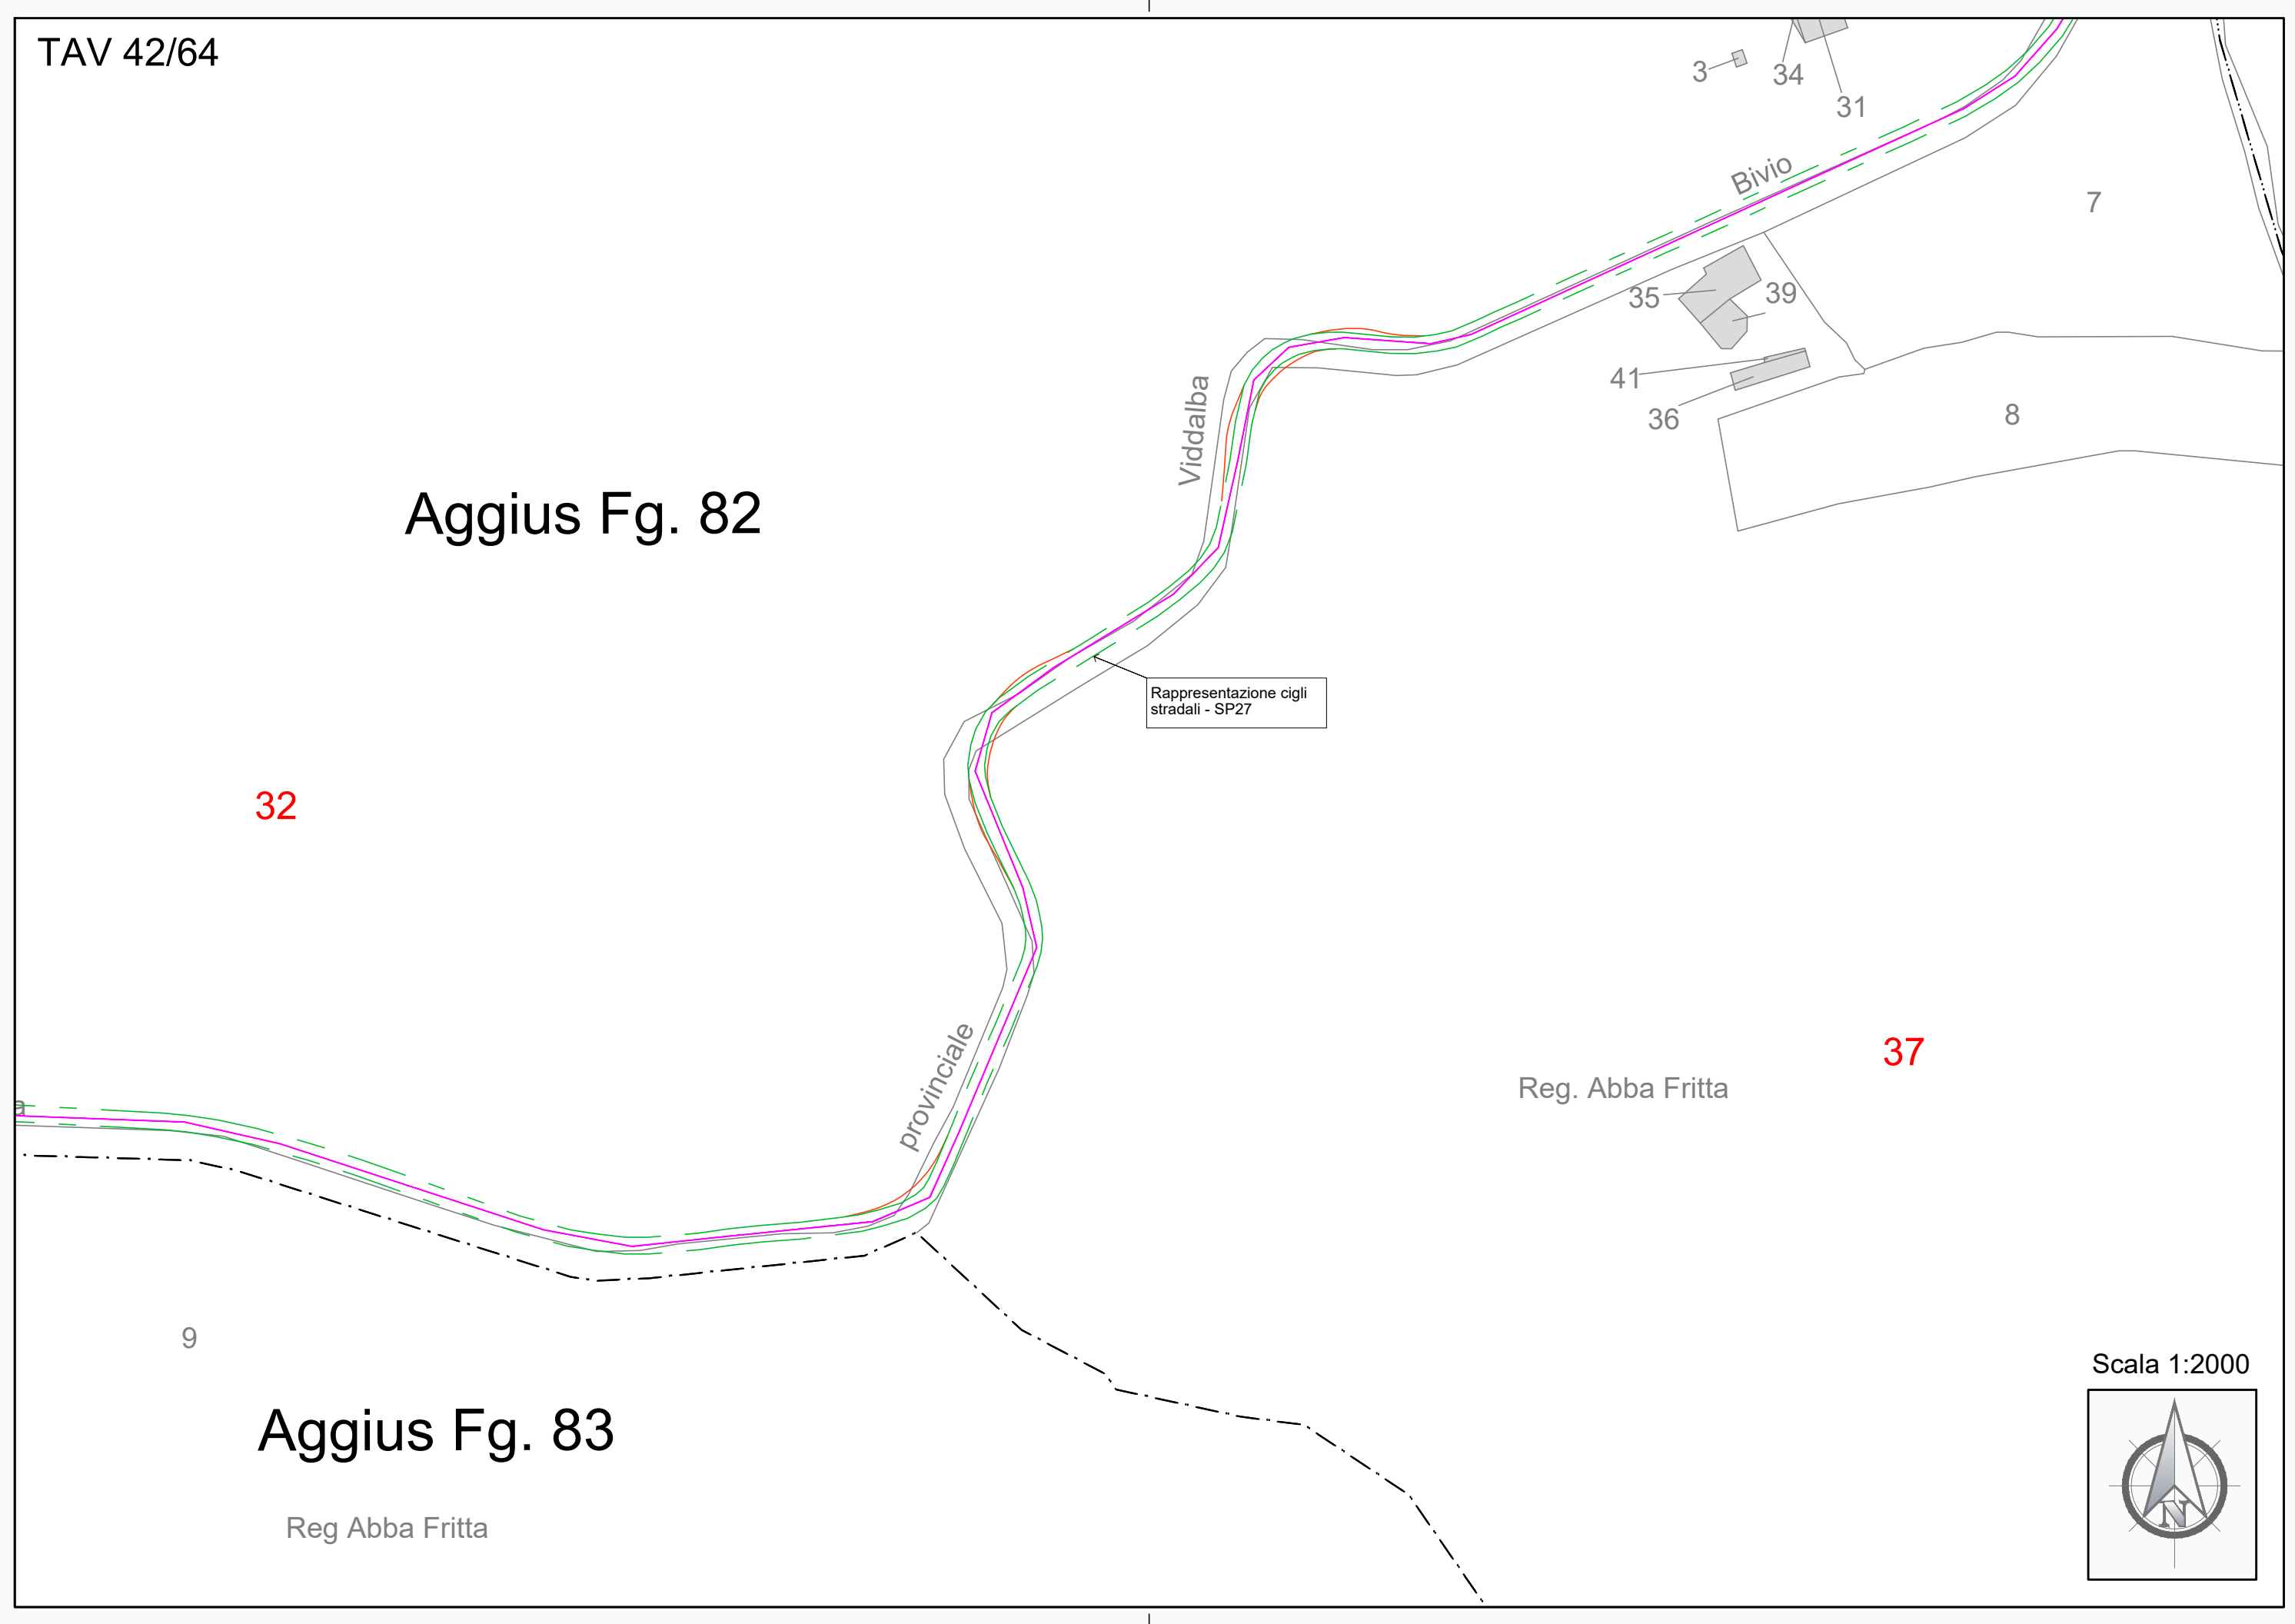 TAV 42/64
3
34
31
Bivio
7
35
39
41
36
8
Viddalba
Aggius Fg. 82
Rappresentazione cigli
stradali - SP27
32
provinciale
37
Reg. Abba Fritta
a
9
Scala 1:2000
Aggius Fg. 83
Reg Abba Fritta
N